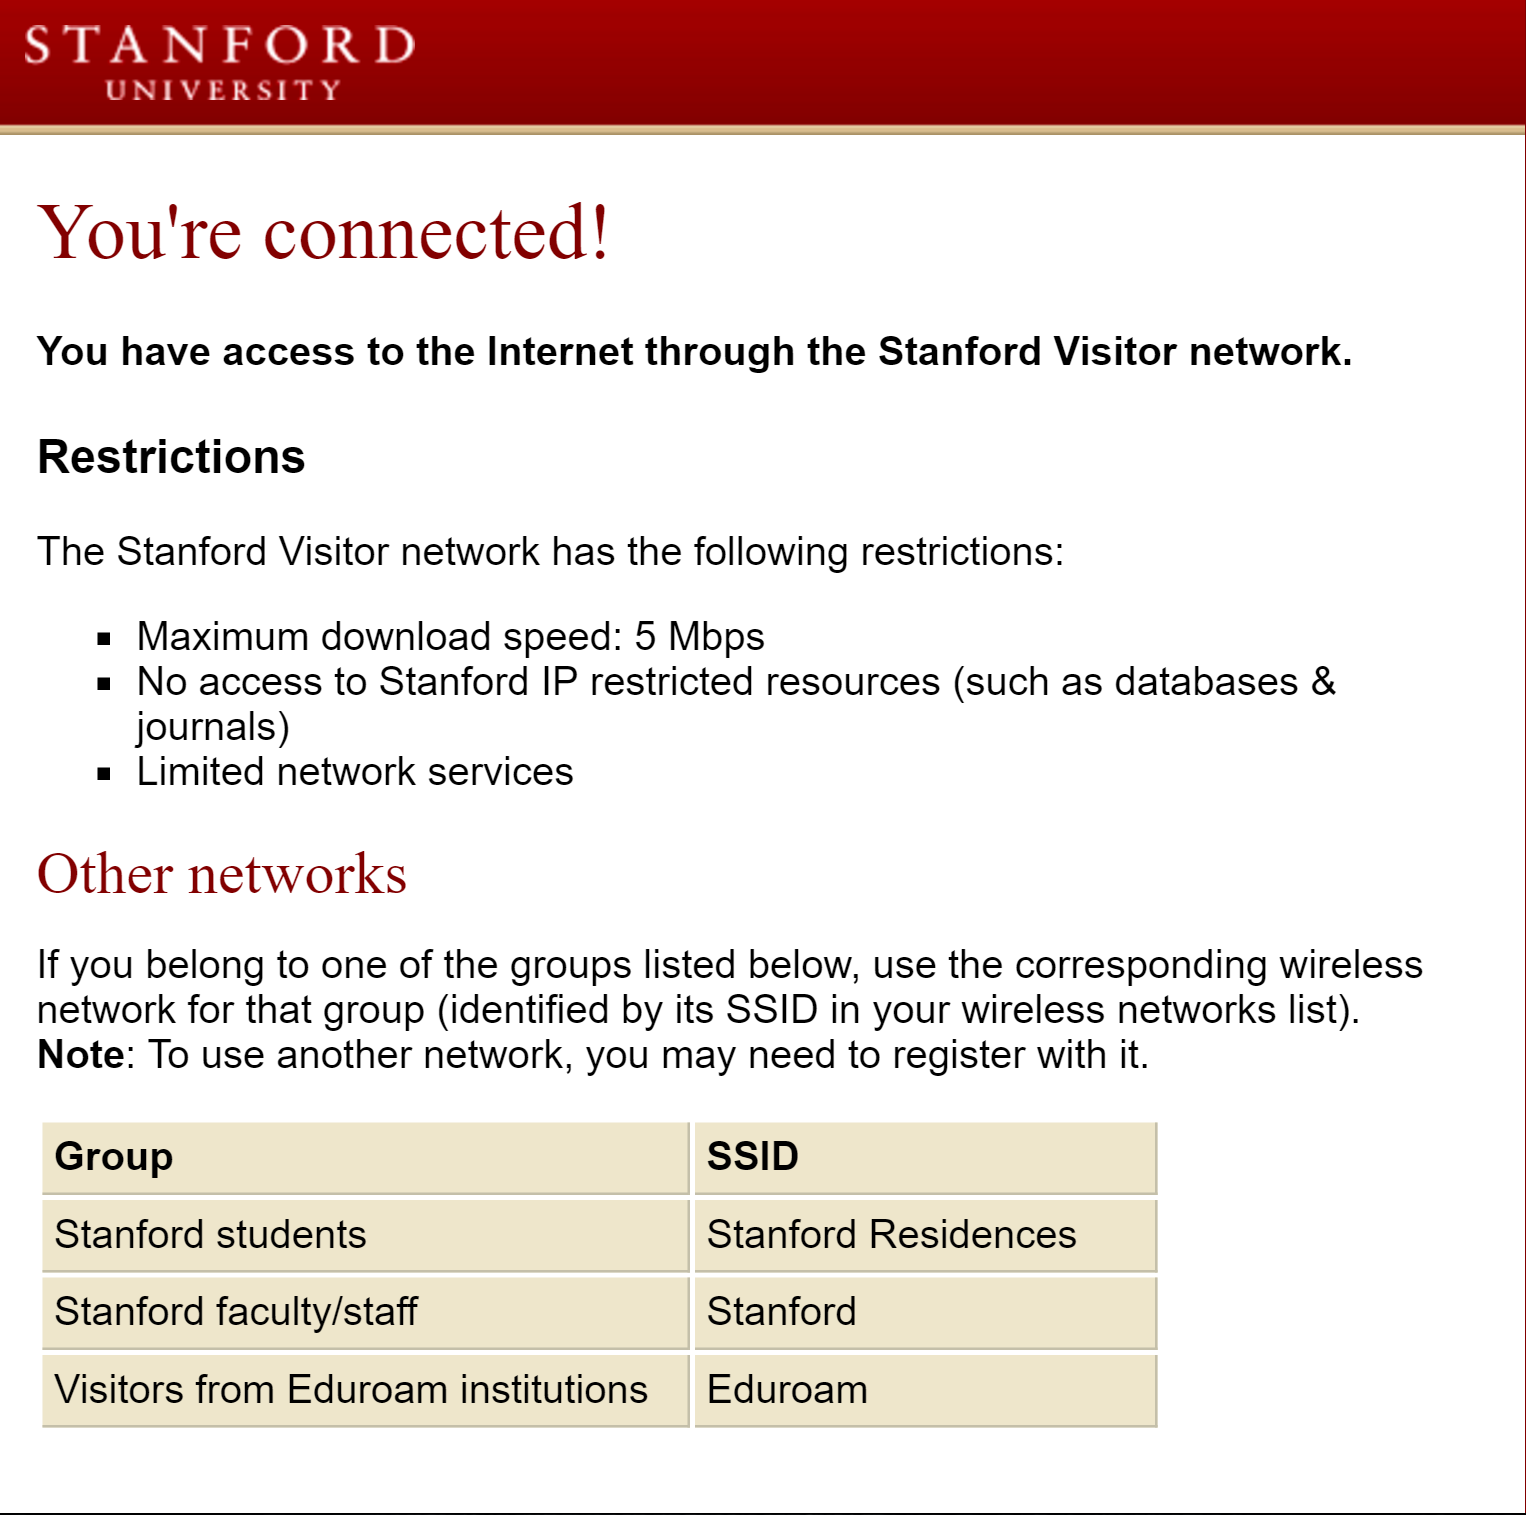 STANFORD
UNIVERSITY
You're connected!
You have access to the Internet through the Stanford Visitor network.
Restrictions
The Stanford Visitor network has the following restrictions:
Maximum download speed: 5 Mbps
No access to Stanford IP restricted resources (such as databases &
journals)
Limited network services
Other networks
If you belong to one of the groups listed below, use the corresponding wireless
network for that group (identified by its SSID in your wireless networks list).
Note: To use another network, you may need to register with it.
Group SSID
Stanford students Stanford Residences
Stanford faculty/staff Stanford
Visitors from Eduroam institutions Eduroam